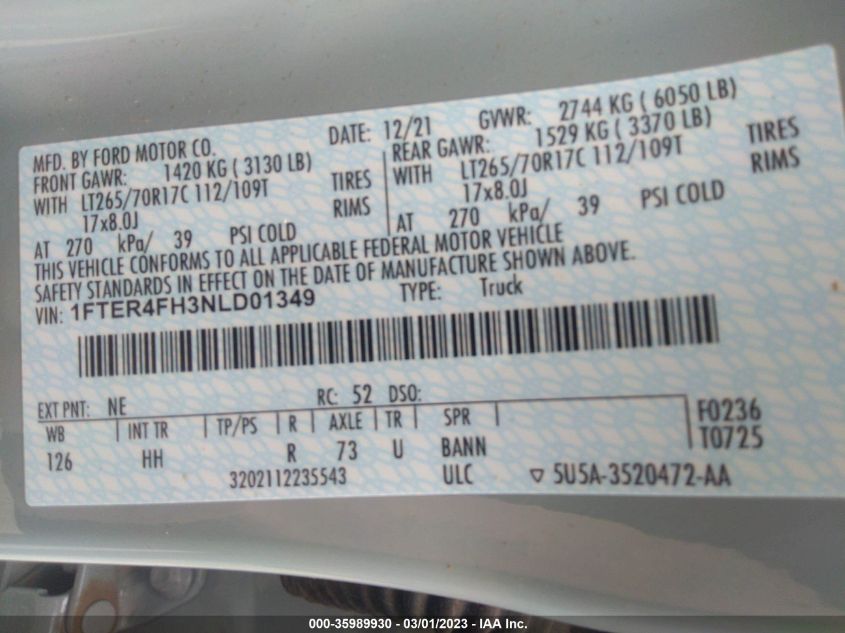 MFD. BY FORD MOTOR CO. DATE: 12/21 GVWR: 2744 KG ( 6050 LB)
FRONT GAWR: 1420 KG ( 3130 LB) REAR GAWR: 1529 KG ( 3370 LB)
WITH LT265/70R17C 112/109T TIRES WITH LT265/70R17C 112/109T TIRES
17x8.0J RIMS 17x8.0J RIMS
AT 270 kPa/ 39 PSI COLD AT 270 kPa/ 39 PSI COLD
THIS VEHICLE CONFORMS TO ALL APPLICABLE FEDERAL MOTOR VEHICLE
SAFETY STANDARDS IN EFFECT ON THE DATE OF MANUFACTURE SHOWN ABOVE.
VIN: 1FTER4FH3NLD01349 TYPE: Truck
EXT PNT: NE RC: 52 DSO:
WB INT TR TP/PS R AXLE TR SPR F0236
126 HH R 73 U BANN T0725
3202112235543 ULC ▽ 5U5A-3520472-AA
000-35989930 - 03/01/2023 - IAA Inc.